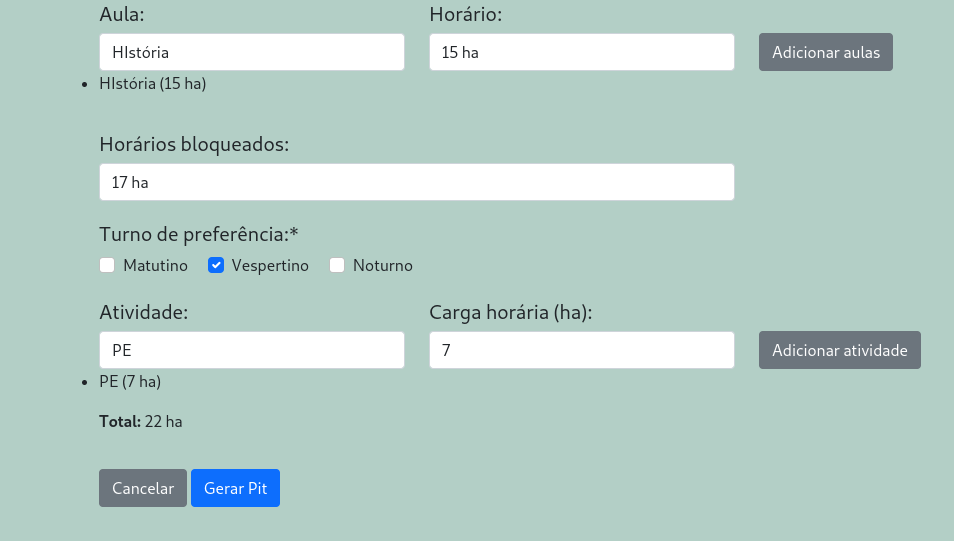 Aula: Horário:
HIstória 15 ha Adicionar aulas
• HIstória (15 ha)
Horários bloqueados:
17 ha
Turno de preferência:*
Matutino Vespertino Noturno
Atividade: Carga horária (ha):
PE 7 Adicionar atividade
• PE (7 ha)
Total: 22 ha
Cancelar Gerar Pit